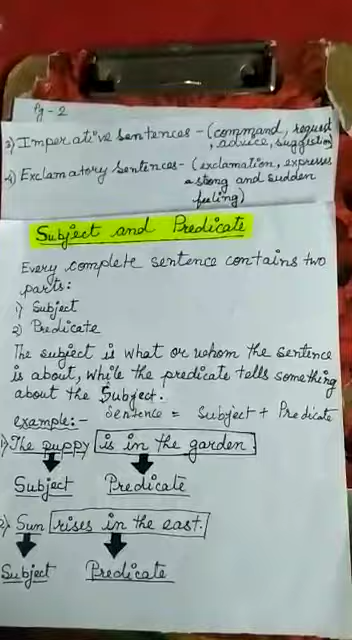 Pg-2
3) Imperative sentences - (command, request
, advice, suggestion)
4) Exclamatory sentences - (exclamation, expresses
a stong and sudden
feeling)
Subject and Predicate
Every complete sentence contains two
parts:
1) Subject
2) Predicate
The subject is what or whom the sentence
is about, while the predicate tells something
about the Subject.
Sentence = Subject + Predicate
example:-
1) The puppy is in the garden.
Subject Predicate
2) Sun rises in the east.
Subject Predicate